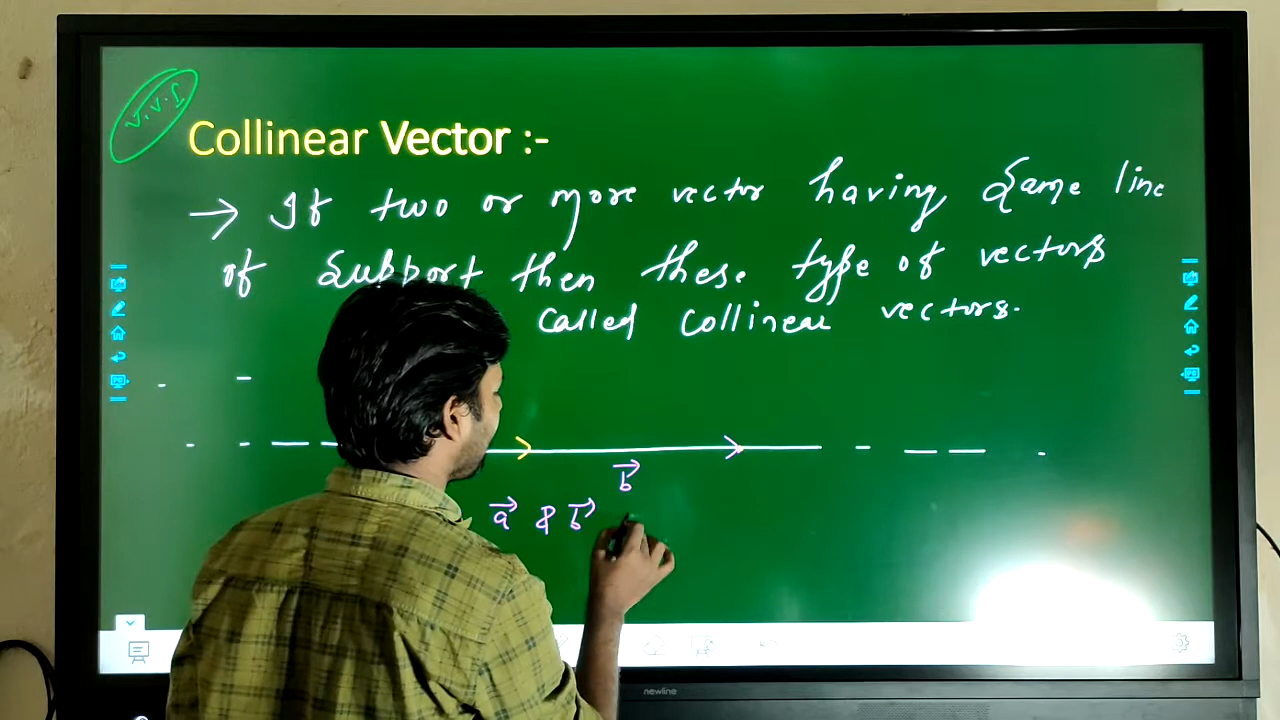 V.V.I
Collinear Vector :-
→ If two or more vector having same line
of support then these type of vectors
called collinear vectors.
b⃗
a⃗ & b⃗
newline